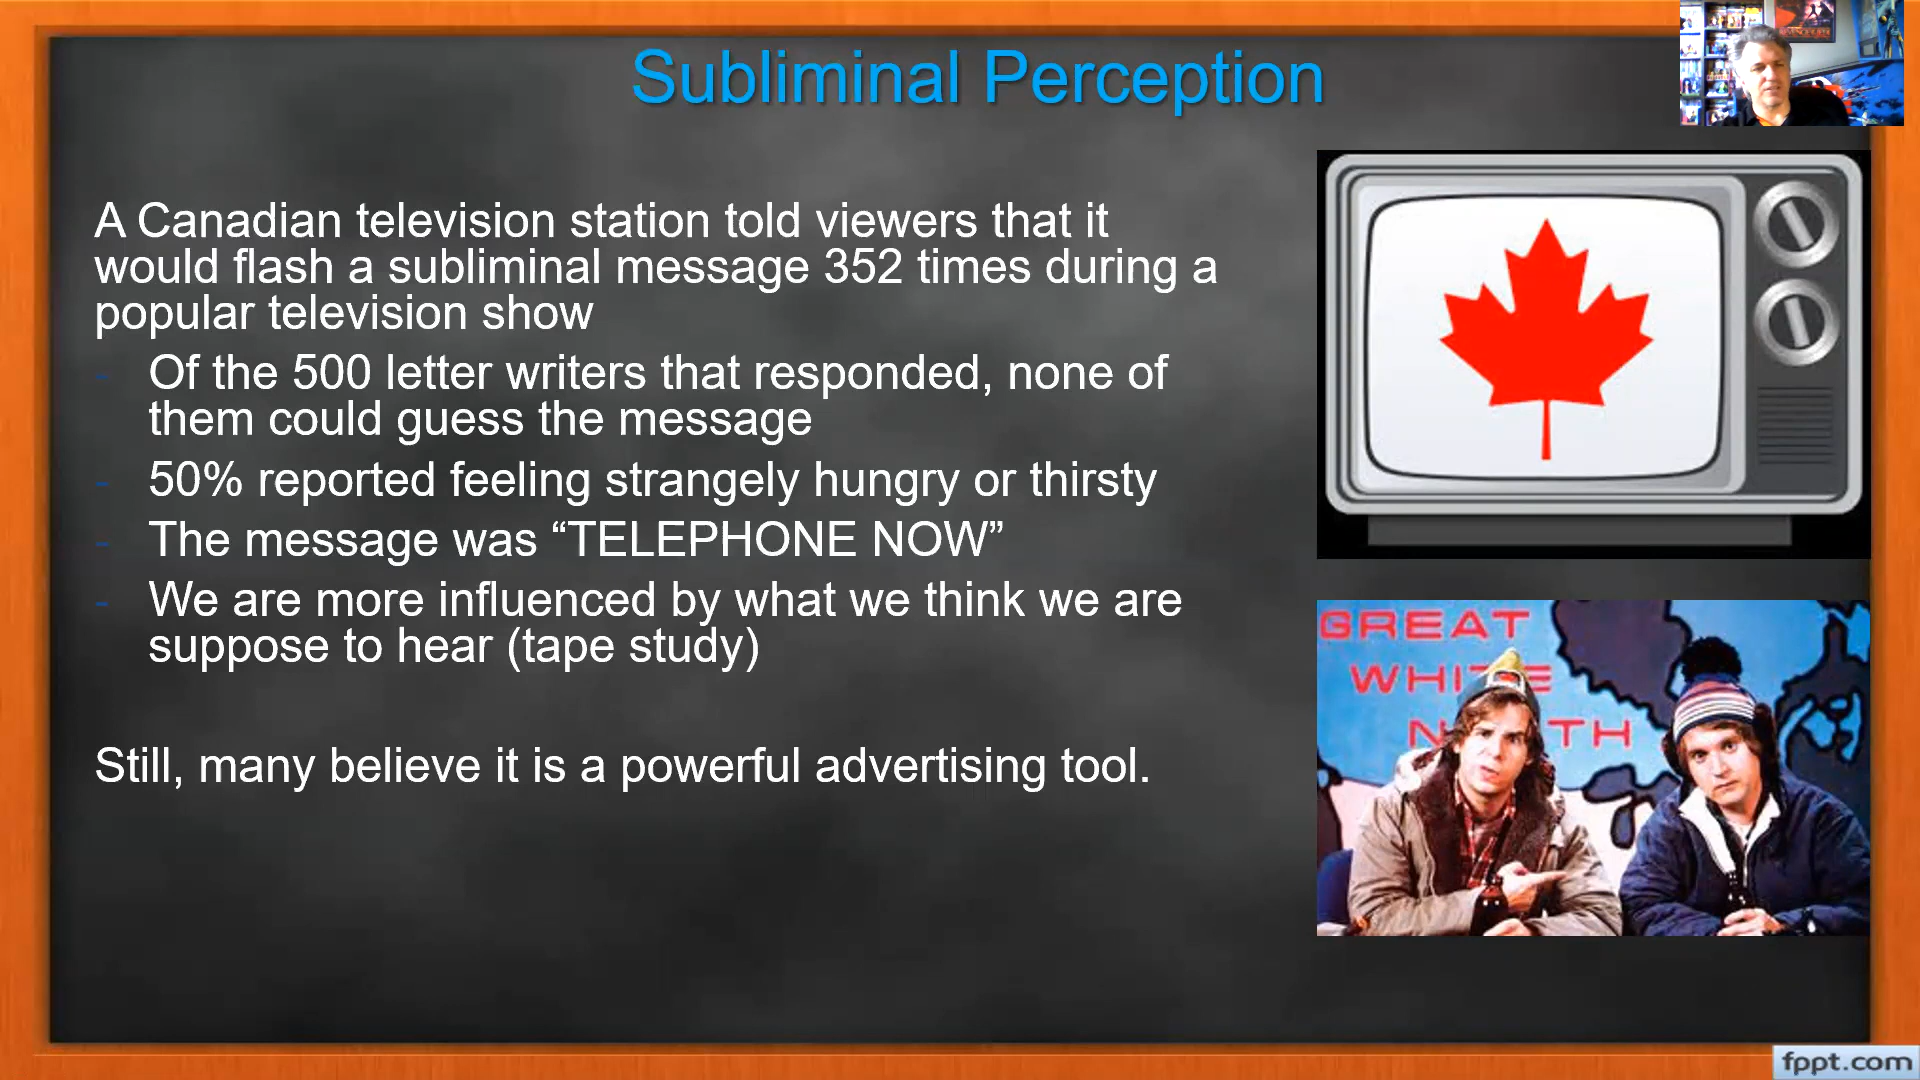 Subliminal Perception
A Canadian television station told viewers that it
would flash a subliminal message 352 times during a
popular television show
- Of the 500 letter writers that responded, none of
them could guess the message
- 50% reported feeling strangely hungry or thirsty
- The message was “TELEPHONE NOW”
- We are more influenced by what we think we are
suppose to hear (tape study)
Still, many believe it is a powerful advertising tool.
GREAT
WHITE
N TH
fppt.com